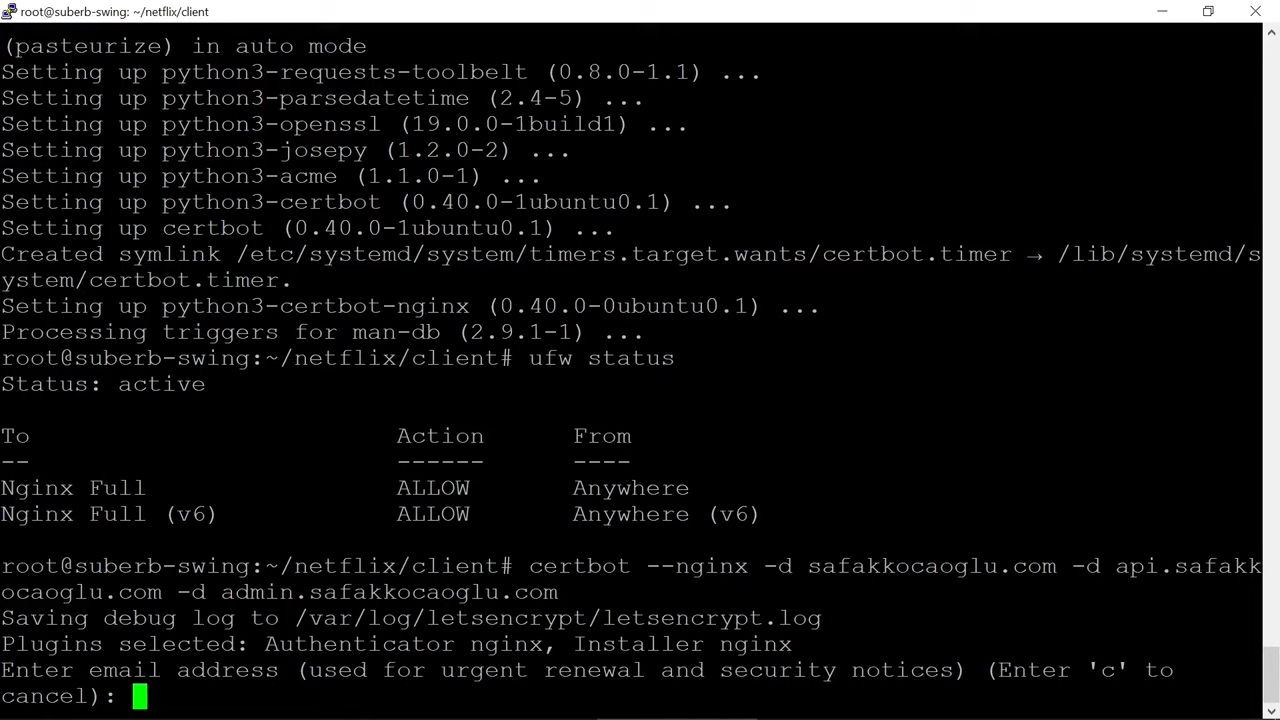 root@suberb-swing: ~/netflix/client
(pasteurize) in auto mode
Setting up python3-requests-toolbelt (0.8.0-1.1) ...
Setting up python3-parsedatetime (2.4-5) ...
Setting up python3-openssl (19.0.0-1build1) ...
Setting up python3-josepy (1.2.0-2) ...
Setting up python3-acme (1.1.0-1) ...
Setting up python3-certbot (0.40.0-1ubuntu0.1) ...
Setting up certbot (0.40.0-1ubuntu0.1) ...
Created symlink /etc/systemd/system/timers.target.wants/certbot.timer → /lib/systemd/s
ystem/certbot.timer.
Setting up python3-certbot-nginx (0.40.0-0ubuntu0.1) ...
Processing triggers for man-db (2.9.1-1) ...
root@suberb-swing:~/netflix/client# ufw status
Status: active
To Action From
-- ------ ----
Nginx Full ALLOW Anywhere
Nginx Full (v6) ALLOW Anywhere (v6)
root@suberb-swing:~/netflix/client# certbot --nginx -d safakkocaoglu.com -d api.safakk
ocaoglu.com -d admin.safakkocaoglu.com
Saving debug log to /var/log/letsencrypt/letsencrypt.log
Plugins selected: Authenticator nginx, Installer nginx
Enter email address (used for urgent renewal and security notices) (Enter 'c' to
cancel):